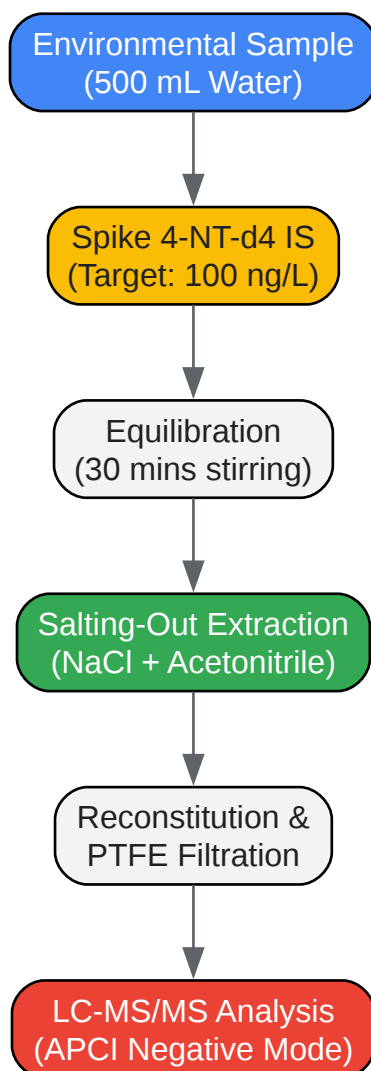 Environmental Sample
(500 mL Water)
Spike 4-NT-d4 IS
(Target: 100 ng/L)
Equilibration
(30 mins stirring)
Salting-Out Extraction
(NaCl + Acetonitrile)
Reconstitution &
PTFE Filtration
LC-MS/MS Analysis
(APCI Negative Mode)